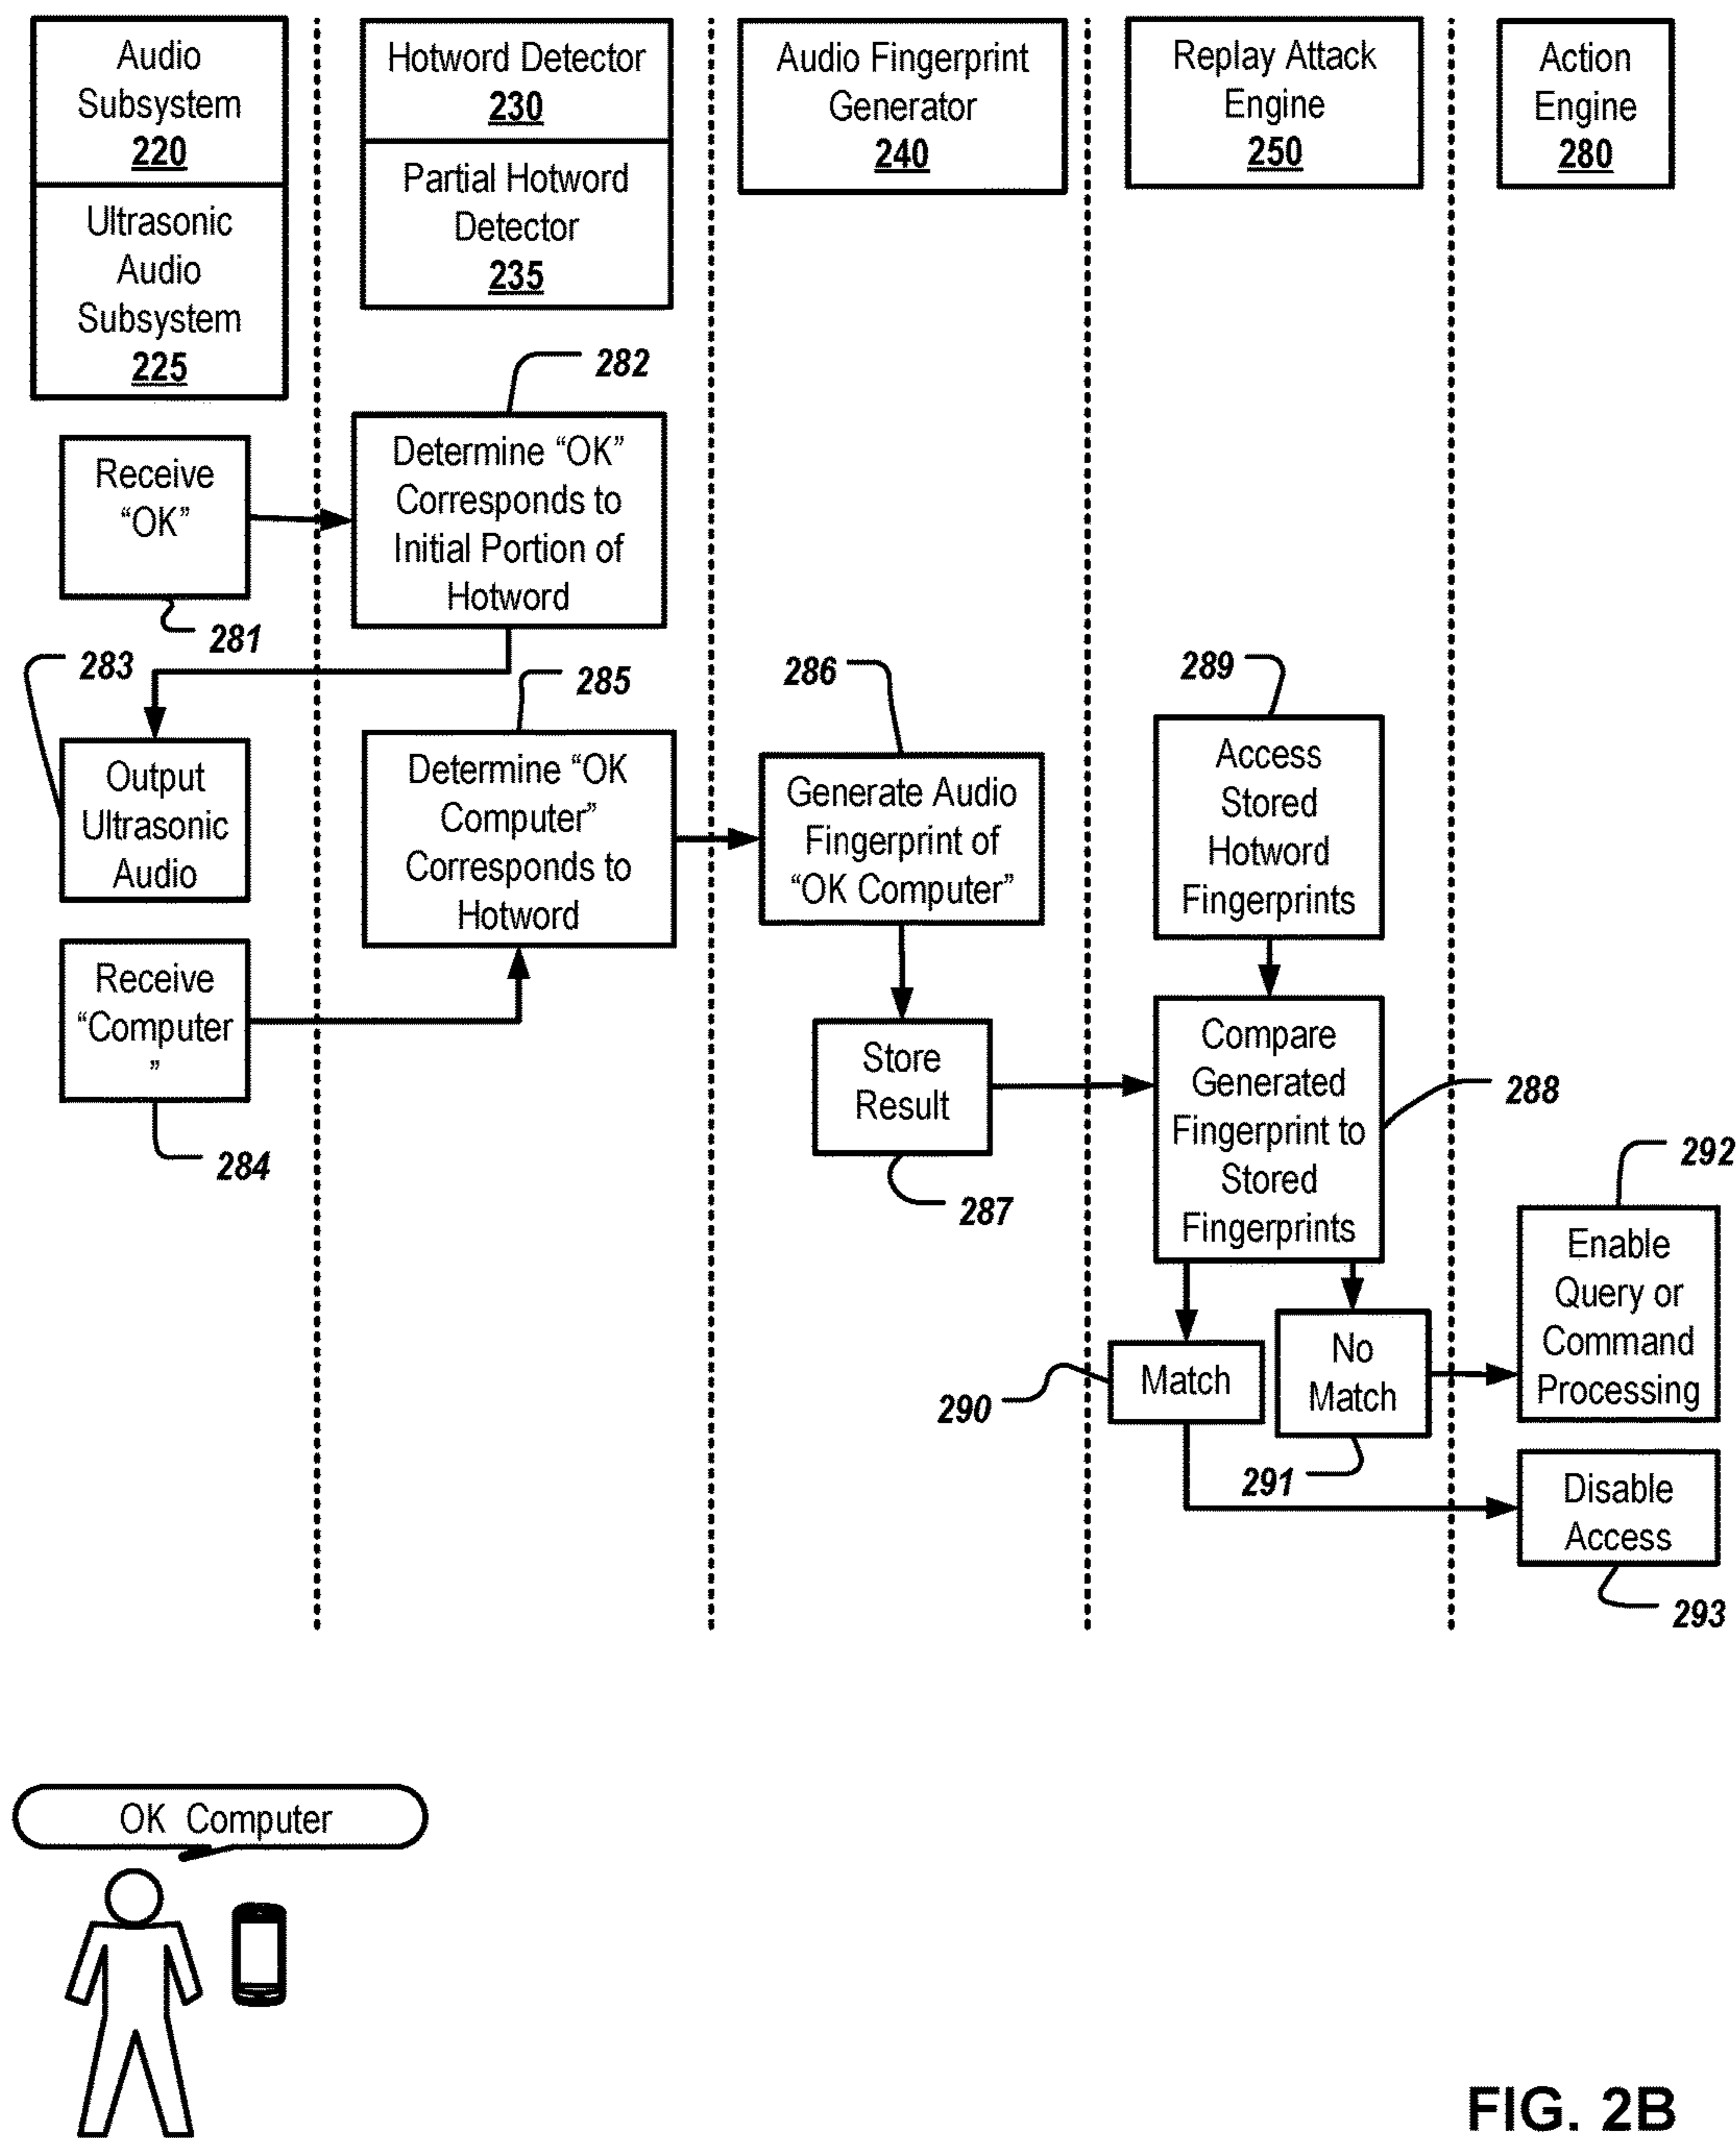 Audio
Subsystem
220
Ultrasonic
Audio
Subsystem
225
Hotword Detector
230
Partial Hotword
Detector
235
Audio Fingerprint
Generator
240
Replay Attack
Engine
250
Action
Engine
280
282
Receive
“OK”
281
Determine “OK”
Corresponds to
Initial Portion of
Hotword
283
Output
Ultrasonic
Audio
285
Determine “OK
Computer”
Corresponds to
Hotword
Receive
“Computer
”
284
286
Generate Audio
Fingerprint of
“OK Computer”
Store
Result
287
289
Access
Stored
Hotword
Fingerprints
Compare
Generated
Fingerprint to
Stored
Fingerprints
288
290
Match
No
Match
291
292
Enable
Query or
Command
Processing
Disable
Access
293
OK Computer
FIG. 2B